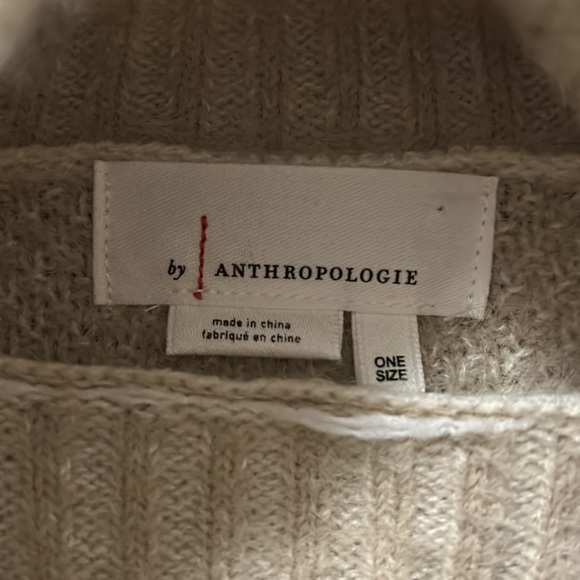 by ANTHROPOLOGIE
made in china
fabriqué en chine
ONE
SIZE